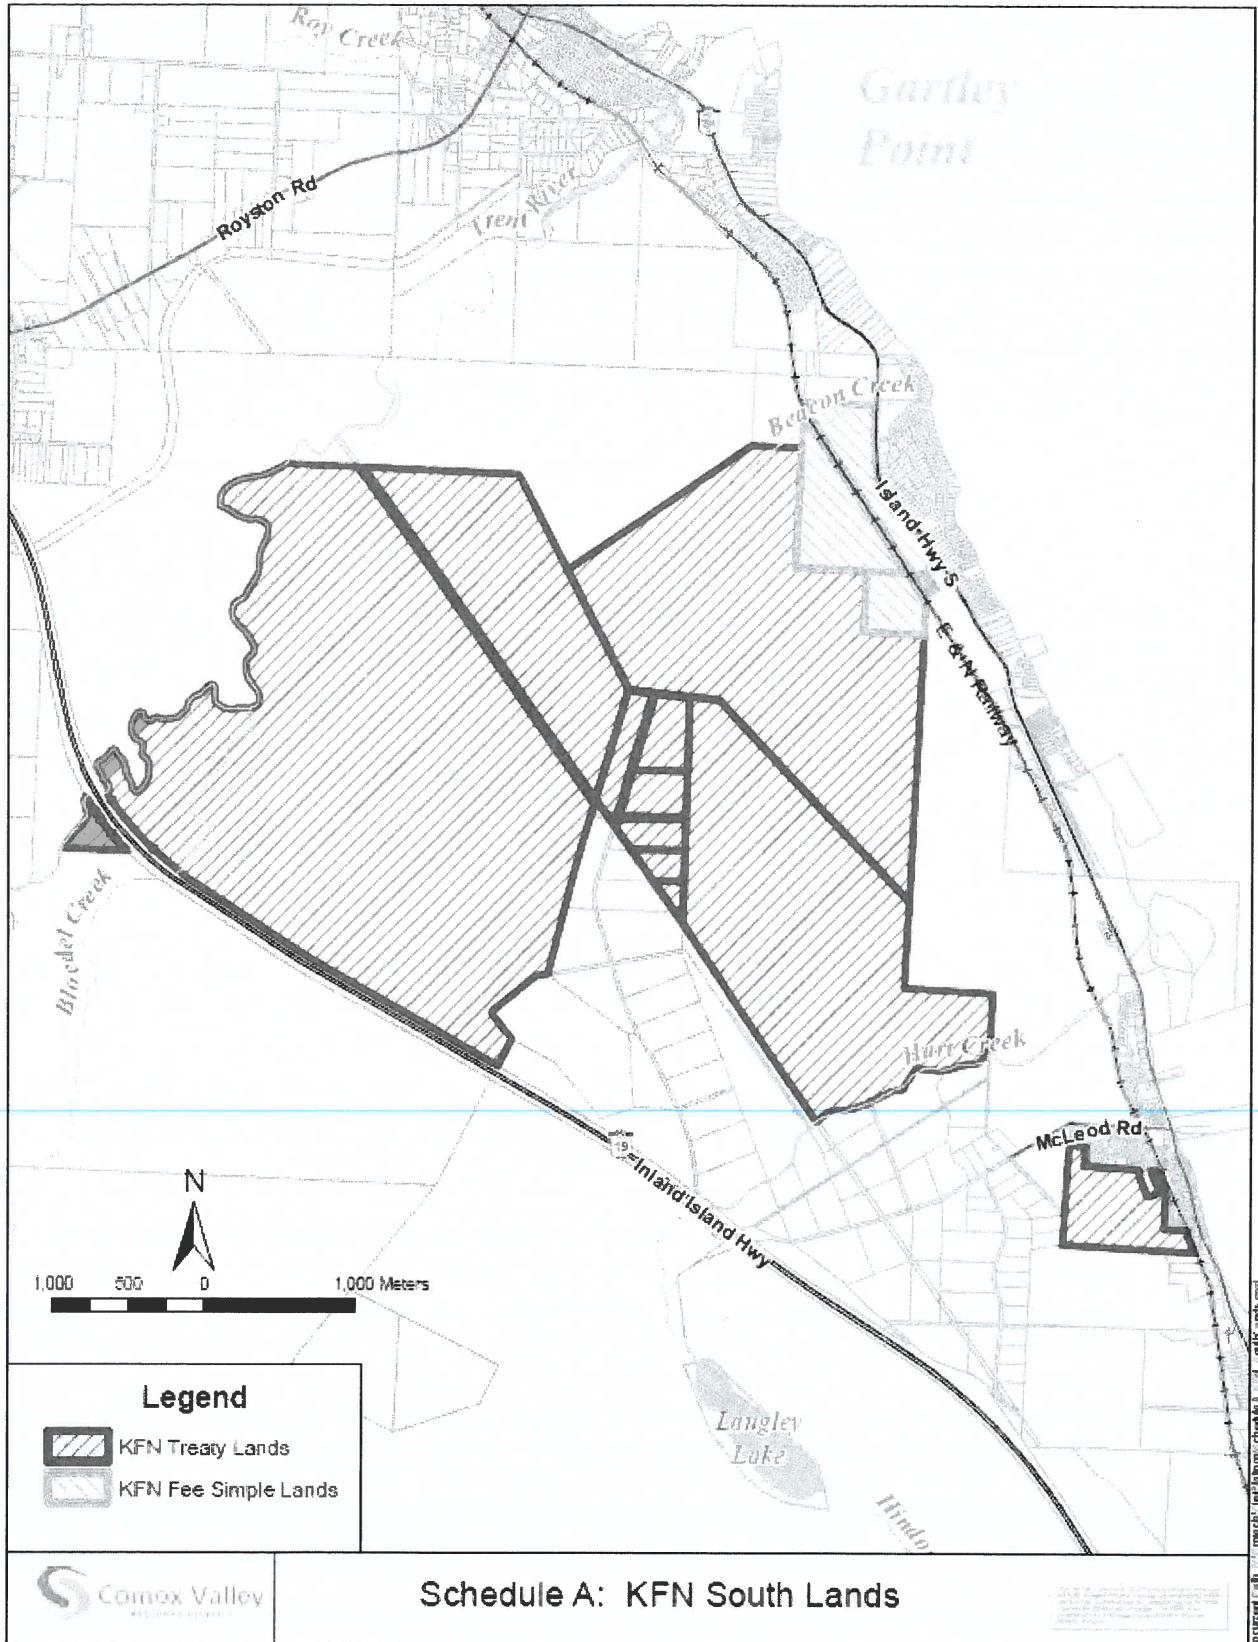 Roy Creek
Gartley
Point
Royston Rd
Trent River
Beacon Creek
Island Hwy S
E & N Railway
Bloedel Creek
Hart Creek
McLeod Rd
19
Inland Island Hwy
N
1,000 500 0 1,000 Meters
Langley
Lake
Legend
KFN Treaty Lands
KFN Fee Simple Lands
Comox Valley
Schedule A: KFN South Lands